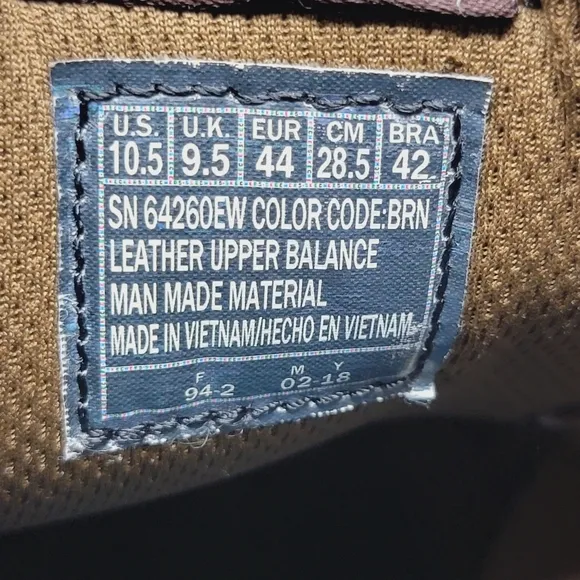 U.S. U.K. EUR CM BRA
10.5 9.5 44 28.5 42
SN 64260EW COLOR CODE:BRN
LEATHER UPPER BALANCE
MAN MADE MATERIAL
MADE IN VIETNAM/HECHO EN VIETNAM
F M Y
94-2 02-18